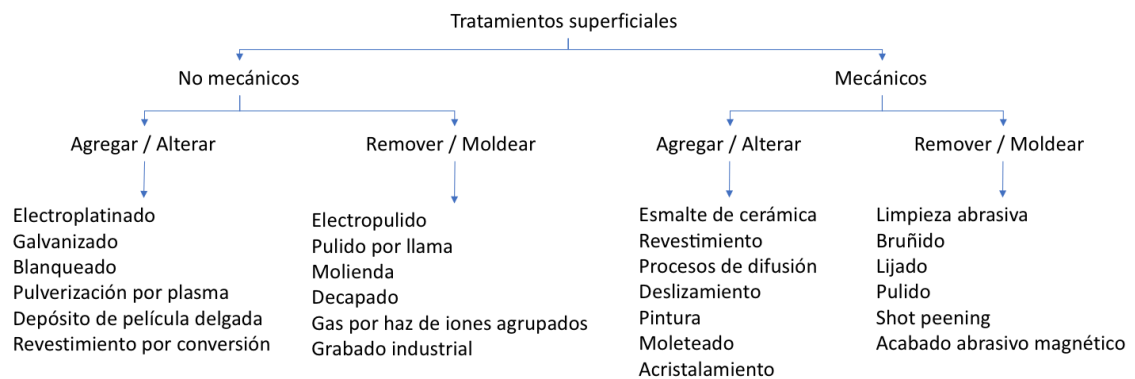 Tratamientos superficiales
No mecánicos
Mecánicos
Agregar / Alterar
Remover / Moldear
Agregar / Alterar
Remover / Moldear
Electroplatinado
Galvanizado
Blanqueado
Pulverización por plasma
Depósito de película delgada
Revestimiento por conversión
Electropulido
Pulido por llama
Molienda
Decapado
Gas por haz de iones agrupados
Grabado industrial
Esmalte de cerámica
Revestimiento
Procesos de difusión
Deslizamiento
Pintura
Moleteado
Acristalamiento
Limpieza abrasiva
Bruñido
Lijado
Pulido
Shot peening
Acabado abrasivo magnético